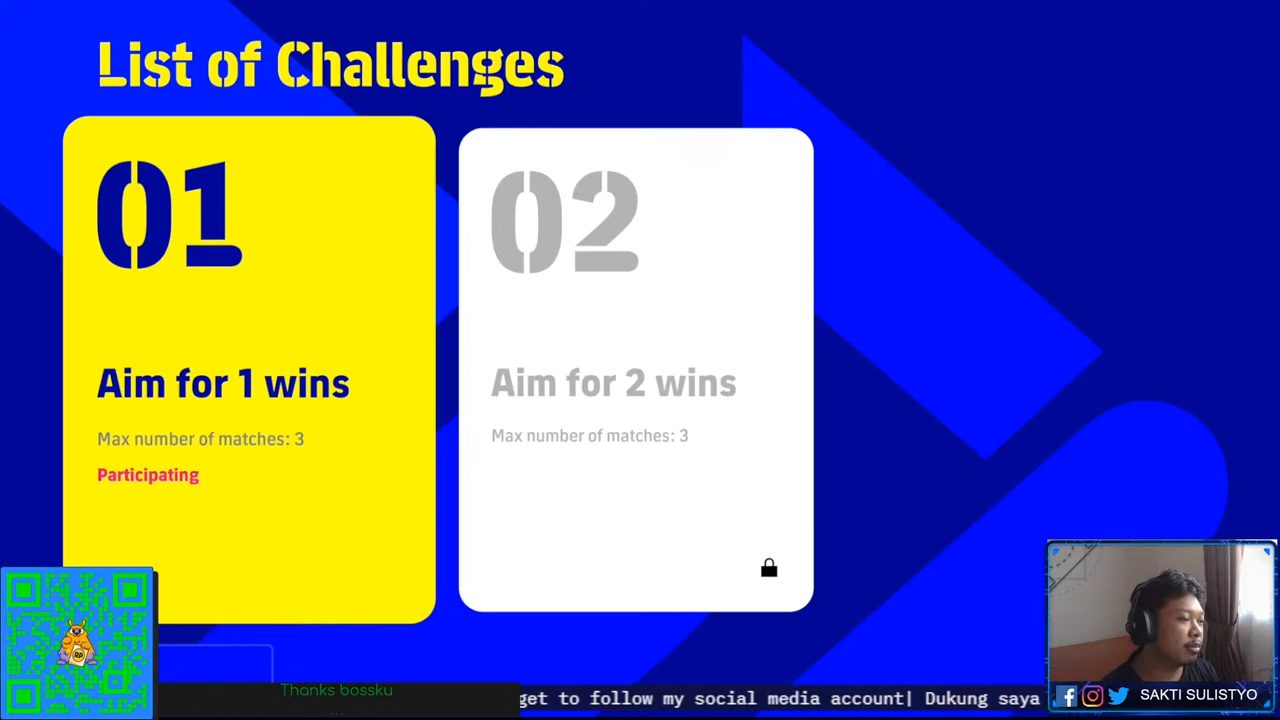 List of Challenges
01
Aim for 1 wins
Max number of matches: 3
Participating
02
Aim for 2 wins
Max number of matches: 3
RP
Thanks bossku
...
get to follow my social media account| Dukung saya
SAKTI SULISTYO